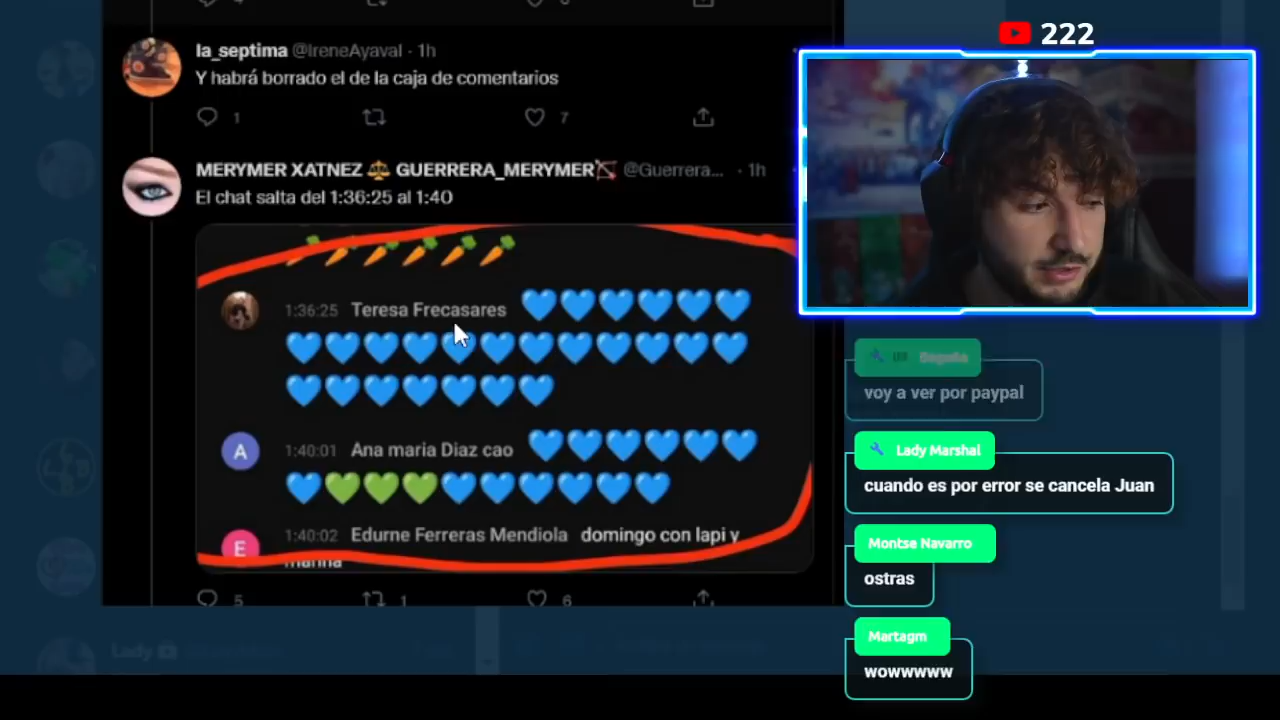 222
la_septima @IreneAyaval · 1h
Y habrá borrado el de la caja de comentarios
1 7
MERYMER XATNEZ ⚖️ GUERRERA_MERYMER🏹 @Guerrera... · 1h
El chat salta del 1:36:25 al 1:40
🥕🥕🥕🥕🥕🥕
1:36:25 Teresa Frecasares 💙💙💙💙💙💙
💙💙💙💙💙💙💙💙💙💙💙💙
💙💙💙💙💙💙💙
A 1:40:01 Ana maria Diaz cao 💙💙💙💙💙💙
💙💚💚💚💙💙💙💙💙💙
E 1:40:02 Edurne Ferreras Mendiola domingo con lapi y
5 1 6
Lady
voy a ver por paypal
Lady Marshal
cuando es por error se cancela Juan
Montse Navarro
ostras
Martagm
wowwwww